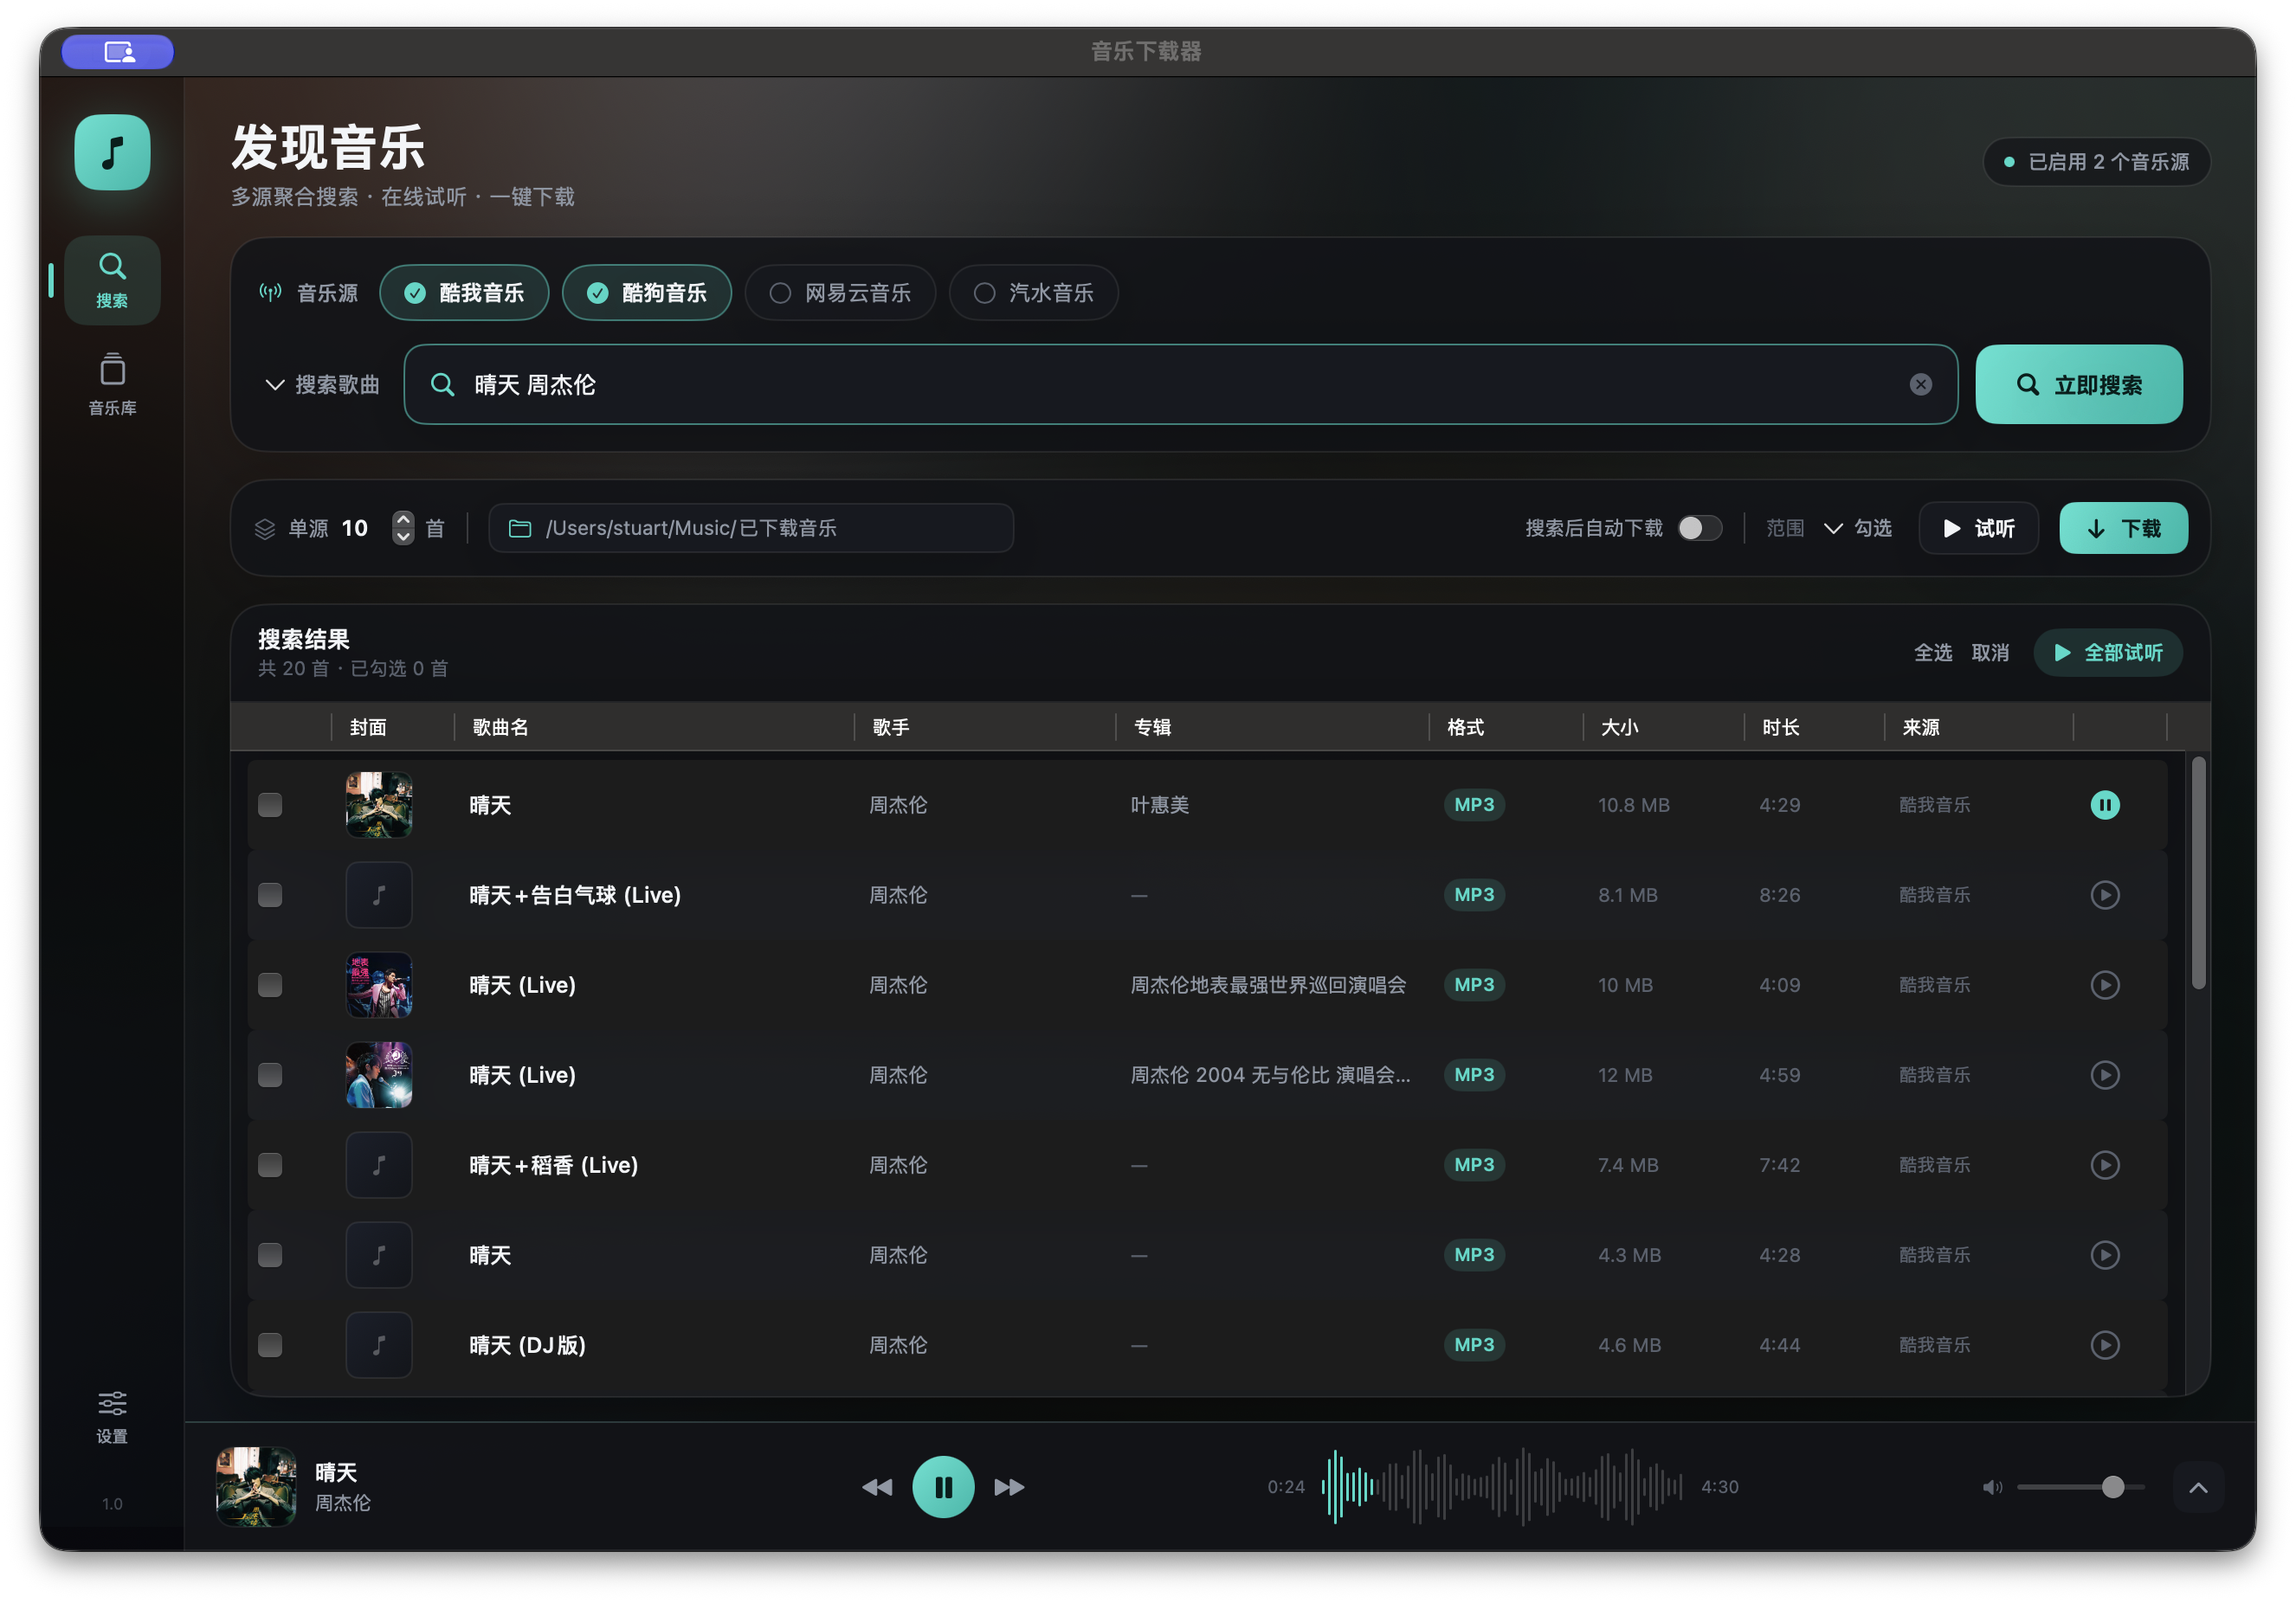 音乐下载器
发现音乐
多源聚合搜索 · 在线试听 · 一键下载
已启用 2 个音乐源
搜索
音乐库
音乐源 酷我音乐 酷狗音乐 网易云音乐 汽水音乐
搜索歌曲 晴天 周杰伦 立即搜索
单源 10 首 /Users/stuart/Music/已下载音乐 搜索后自动下载 范围 勾选 试听 下载
搜索结果
共 20 首 · 已勾选 0 首
全选 取消 全部试听
封面 歌曲名 歌手 专辑 格式 大小 时长 来源
晴天 周杰伦 叶惠美 MP3 10.8 MB 4:29 酷我音乐
晴天+告白气球 (Live) 周杰伦 — MP3 8.1 MB 8:26 酷我音乐
地表
最强
晴天 (Live) 周杰伦 周杰伦地表最强世界巡回演唱会 MP3 10 MB 4:09 酷我音乐
晴天 (Live) 周杰伦 周杰伦 2004 无与伦比 演唱会... MP3 12 MB 4:59 酷我音乐
晴天+稻香 (Live) 周杰伦 — MP3 7.4 MB 7:42 酷我音乐
晴天 周杰伦 — MP3 4.3 MB 4:28 酷我音乐
晴天 (DJ版) 周杰伦 — MP3 4.6 MB 4:44 酷我音乐
设置
1.0
晴天
周杰伦
0:24 4:30